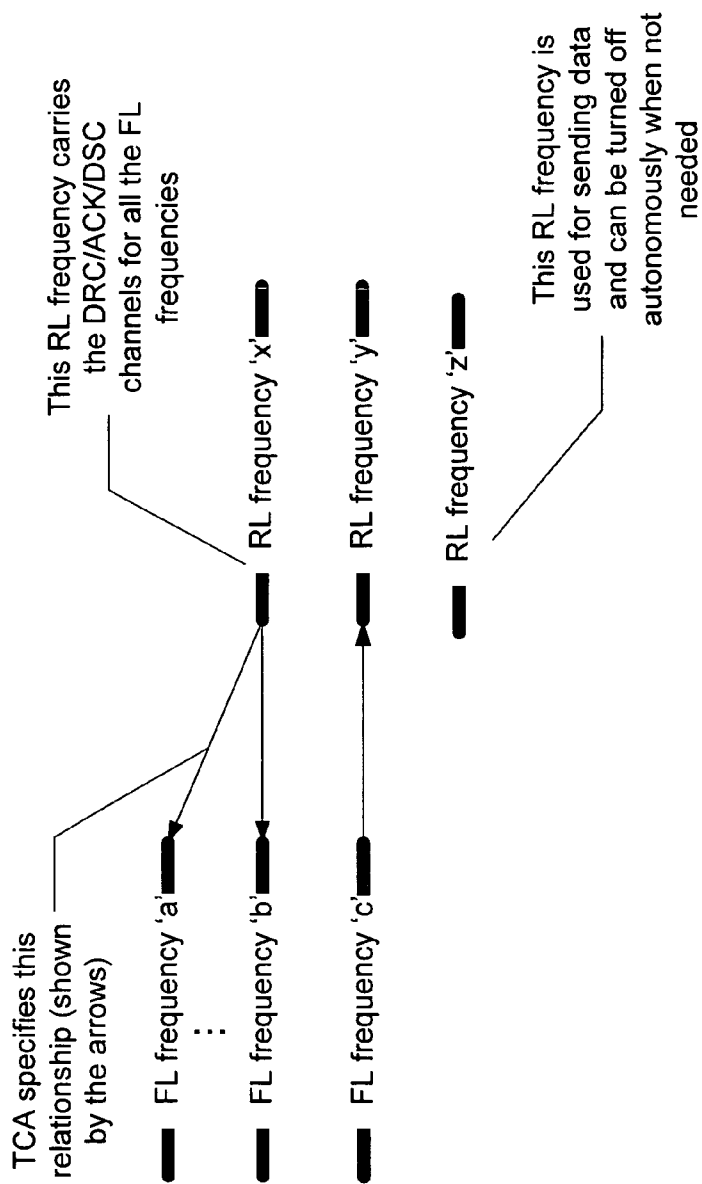 TCA specifies this
relationship (shown
by the arrows)
This RL frequency carries
the DRC/ACK/DSC
channels for all the FL
frequencies
FL frequency ‘a’
⋮
FL frequency ‘b’
FL frequency ‘c’
RL frequency ‘x’
RL frequency ‘y’
RL frequency ‘z’
This RL frequency is
used for sending data
and can be turned off
autonomously when not
needed